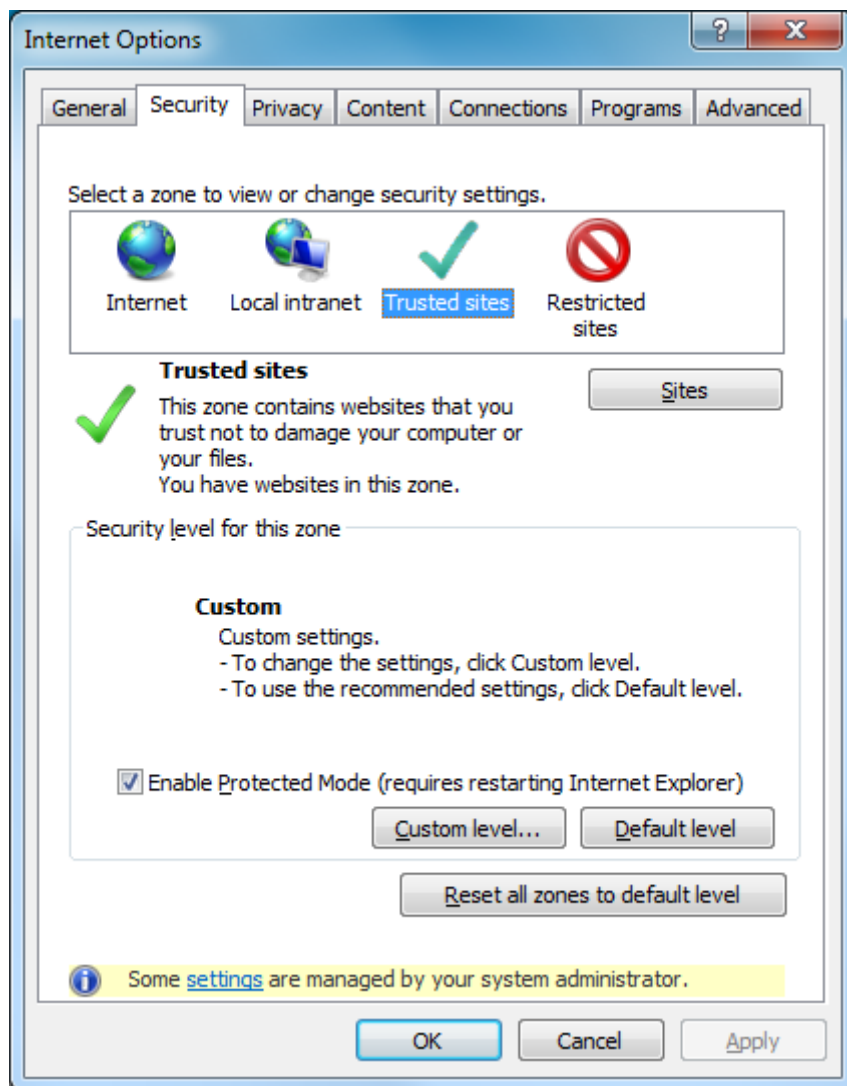 Internet Options
General Security Privacy Content Connections Programs Advanced
Select a zone to view or change security settings.
Internet Local intranet Trusted sites Restricted
sites
Trusted sites
Sites
This zone contains websites that you
trust not to damage your computer or
your files.
You have websites in this zone.
Security level for this zone
Custom
Custom settings.
- To change the settings, click Custom level.
- To use the recommended settings, click Default level.
Enable Protected Mode (requires restarting Internet Explorer)
Custom level... Default level
Reset all zones to default level
Some settings are managed by your system administrator.
OK Cancel Apply